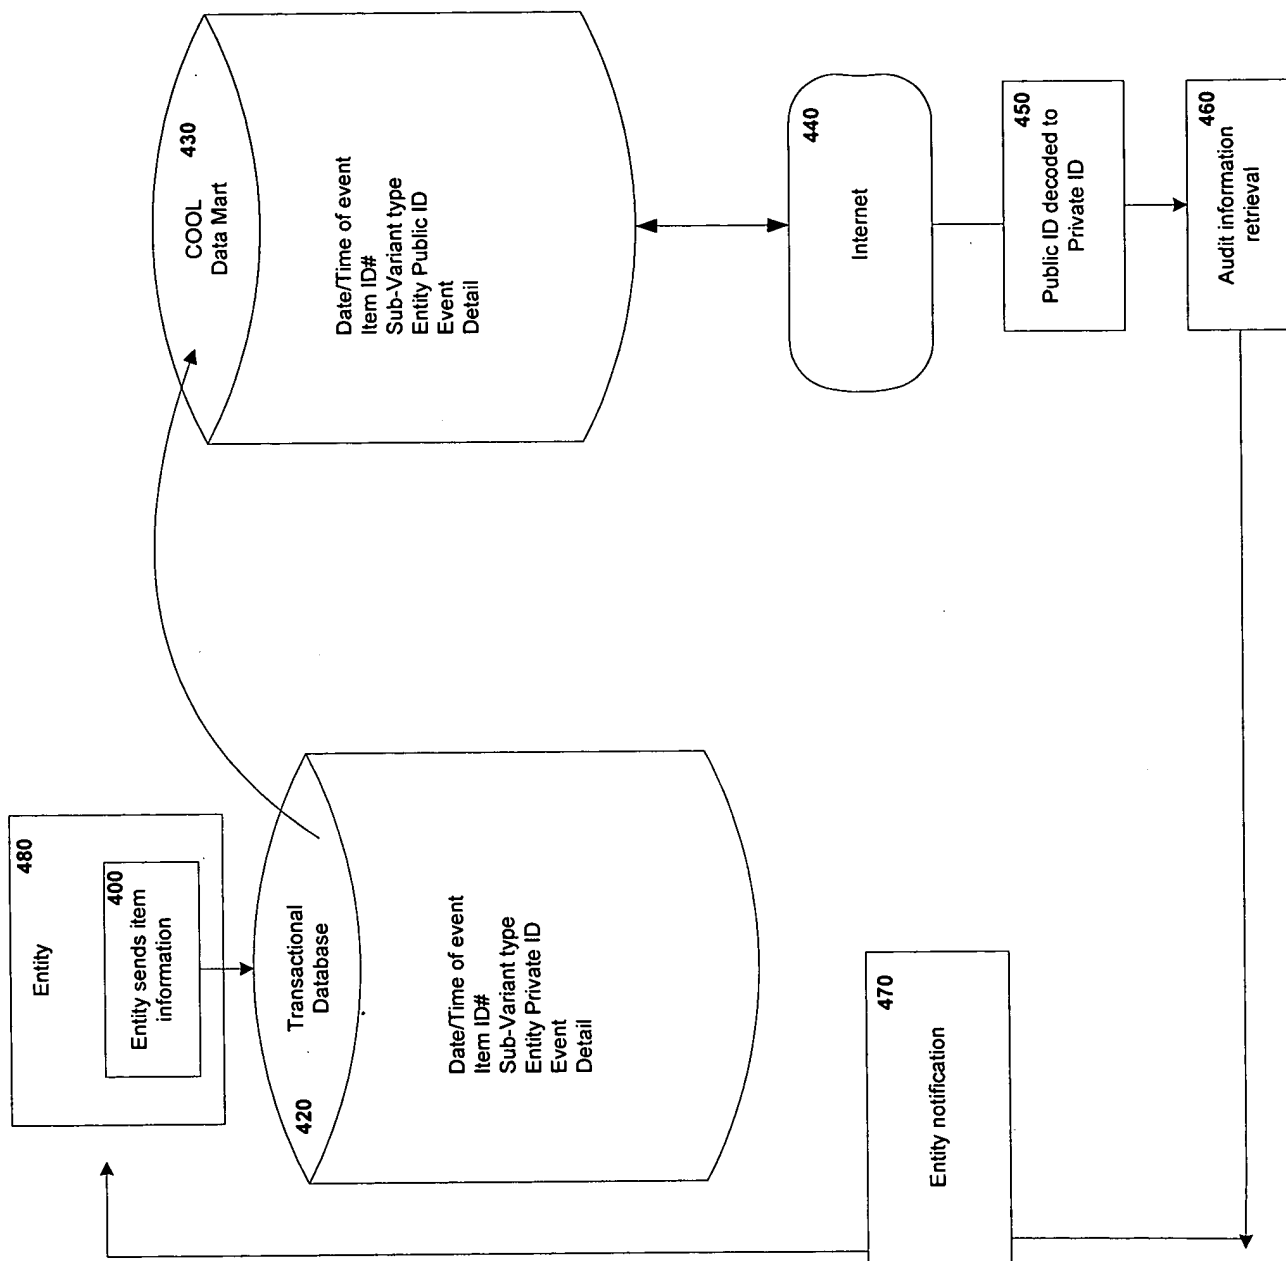 480
Entity
400
Entity sends item
information
420
Transactional
Database
Date/Time of event
Item ID#
Sub-Variant type
Entity Private ID
Event
Detail
430
COOL
Data Mart
Date/Time of event
Item ID#
Sub-Variant type
Entity Public ID
Event
Detail
440
Internet
450
Public ID decoded to
Private ID
460
Audit information
retrieval
470
Entity notification